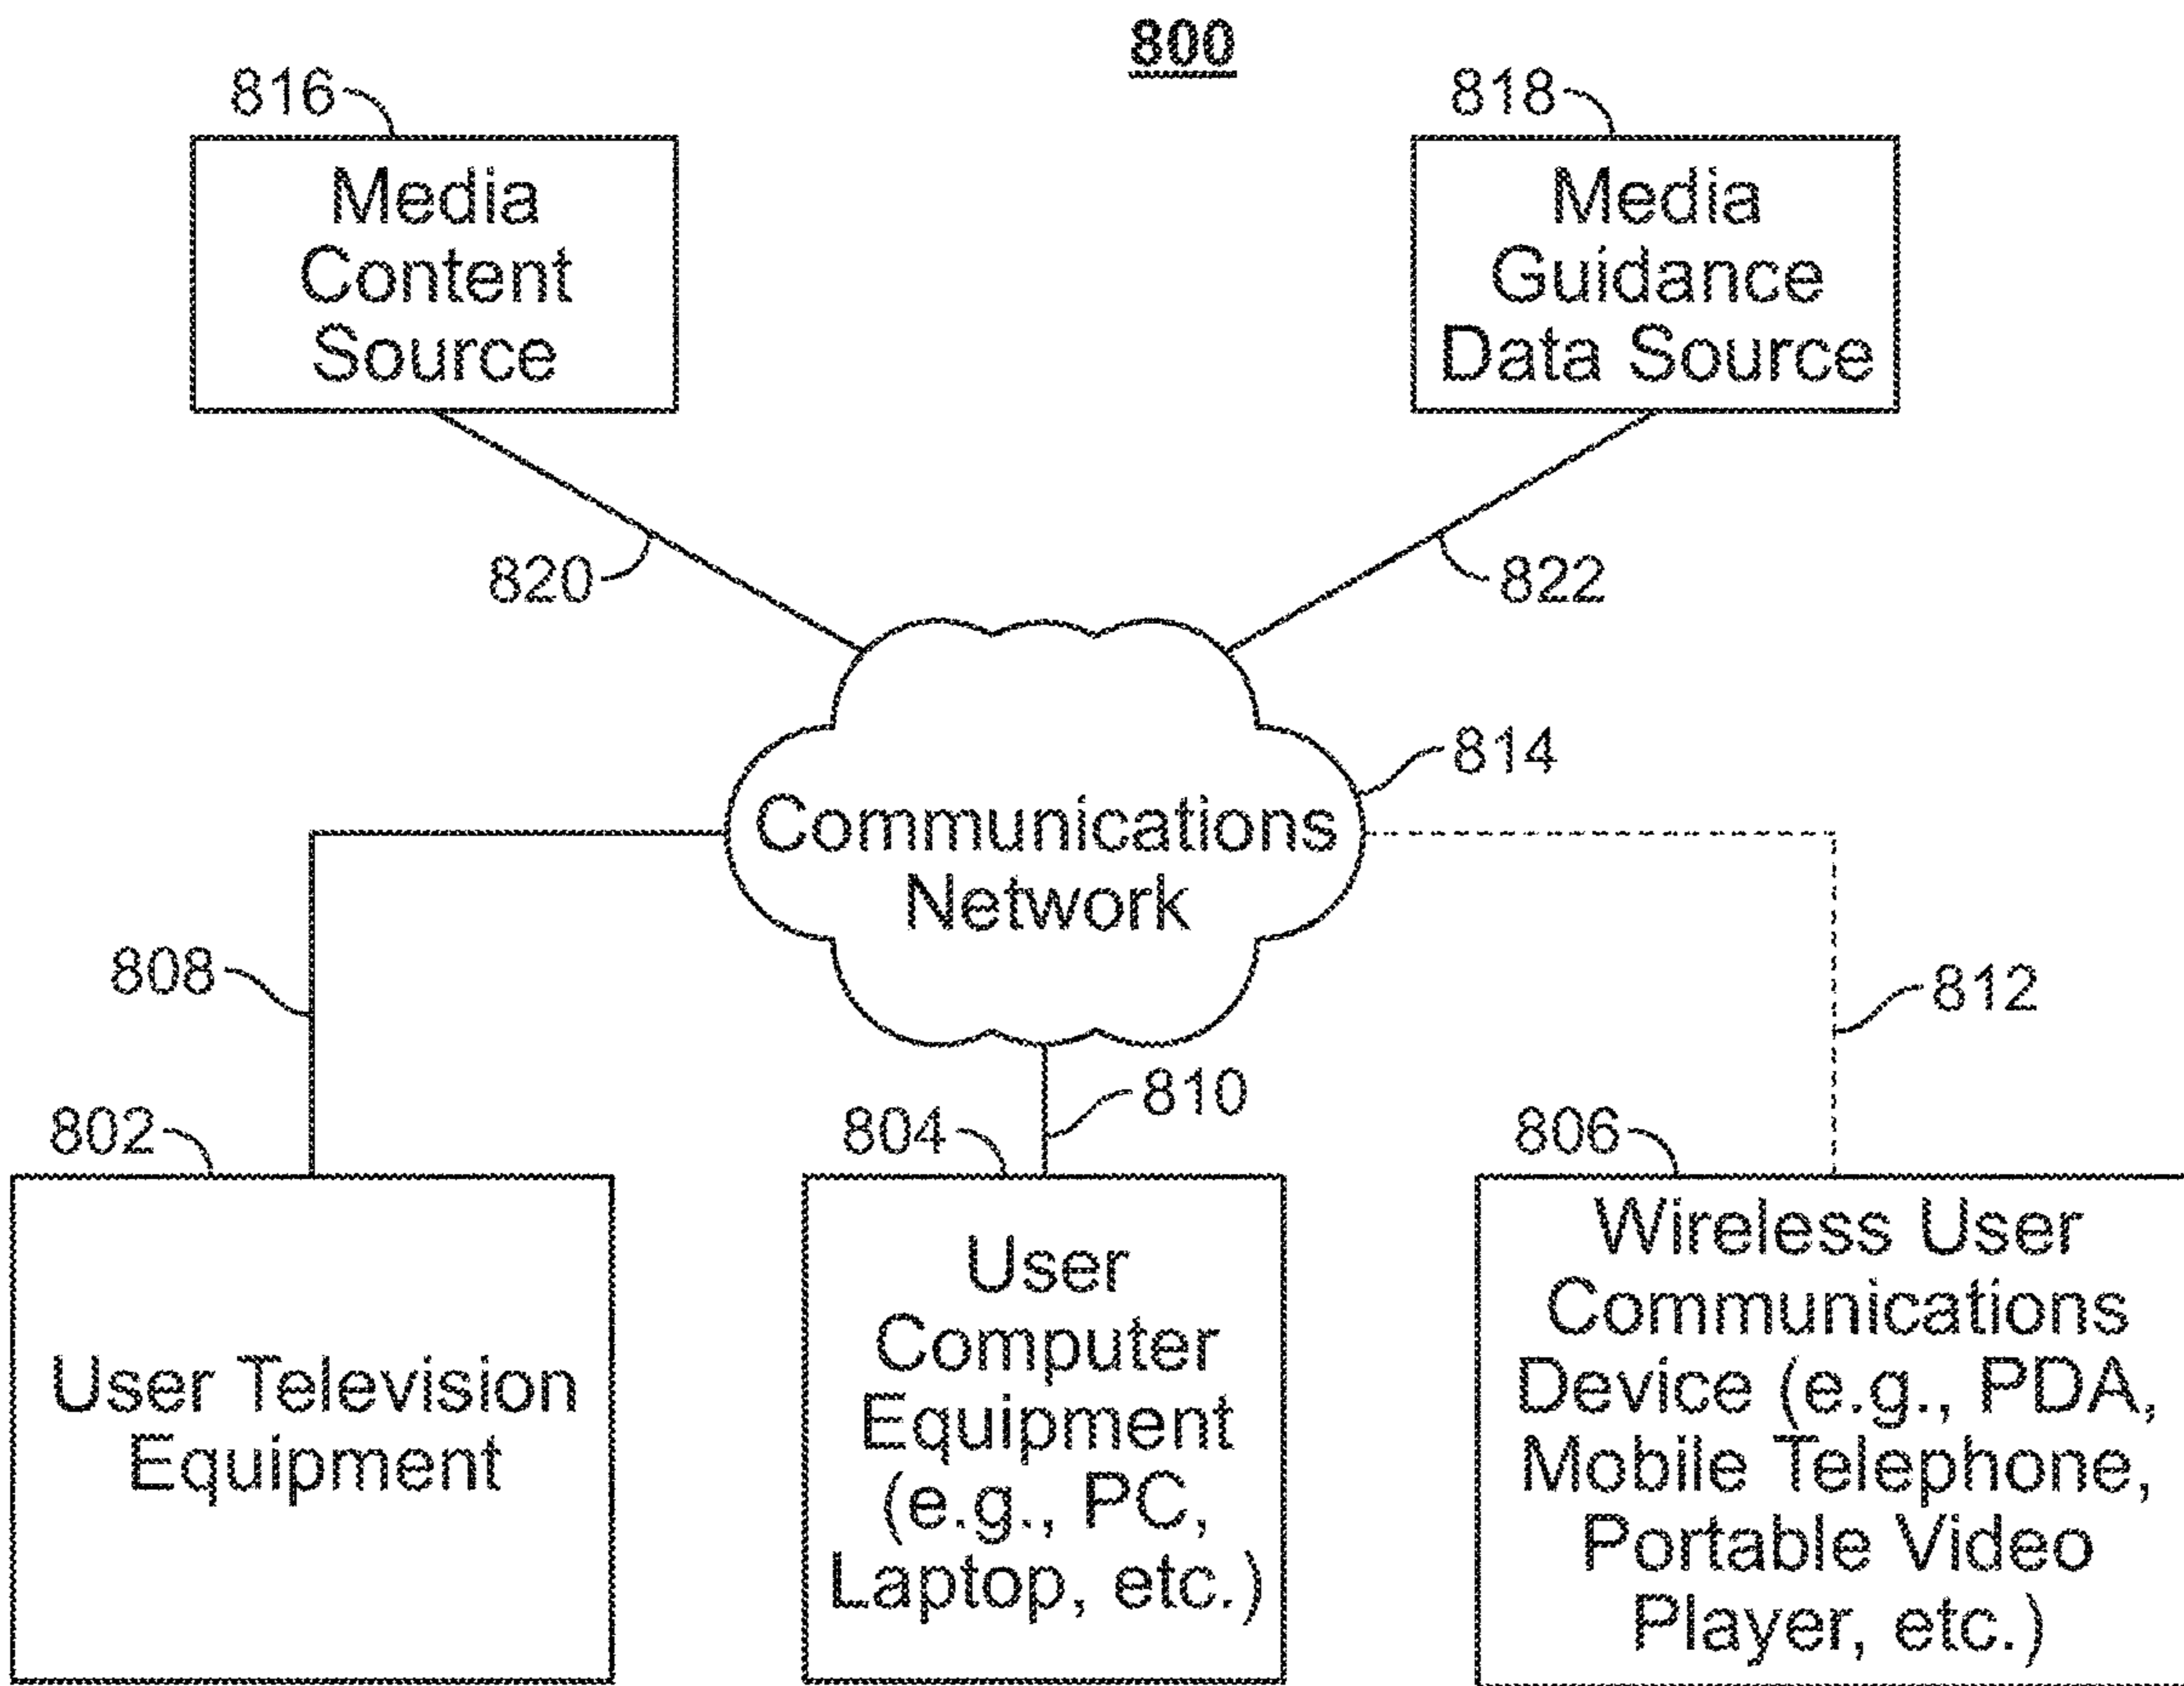 800
816
Media
Content
Source
818
Media
Guidance
Data Source
820
822
Communications
Network
814
808
812
810
802
User Television
Equipment
804
User
Computer
Equipment
(e.g., PC,
Laptop, etc.)
806
Wireless User
Communications
Device (e.g., PDA,
Mobile Telephone,
Portable Video
Player, etc.)